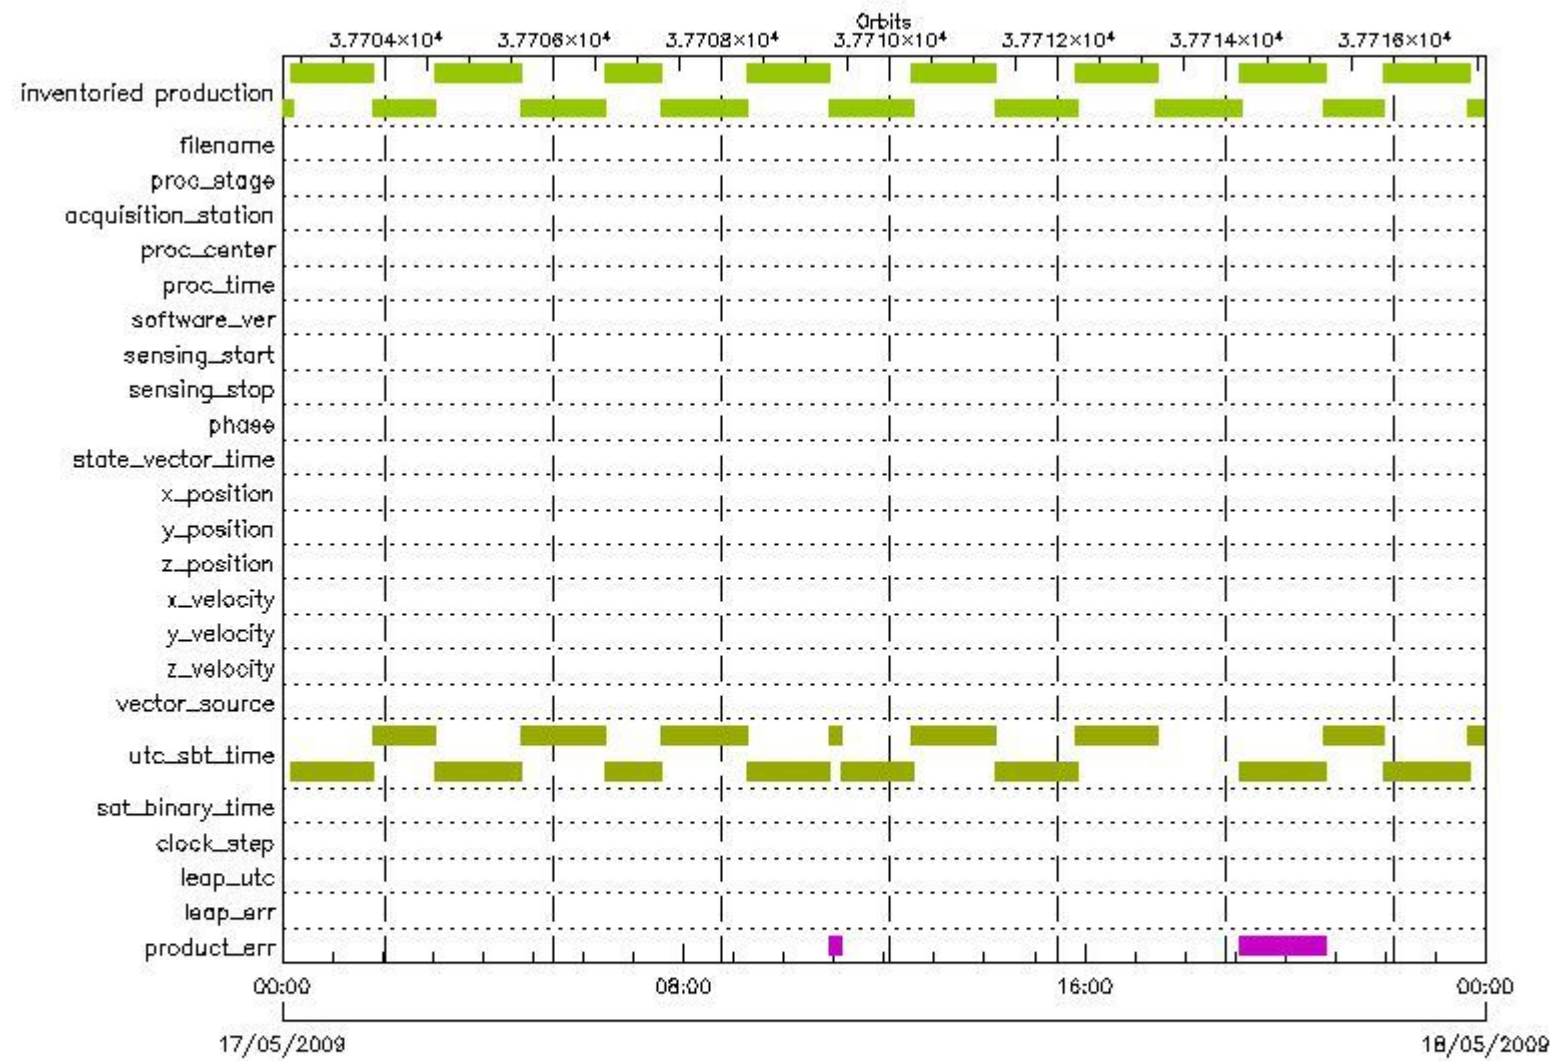 Orbits
3.7704×10⁴ 3.7706×10⁴ 3.7708×10⁴ 3.7710×10⁴ 3.7712×10⁴ 3.7714×10⁴ 3.7716×10⁴
inventoried production
filename
proc_stage
acquisition_station
proc_center
proc_time
software_ver
sensing_start
sensing_stop
phase
state_vector_time
x_position
y_position
z_position
x_velocity
y_velocity
z_velocity
vector_source
utc_sbt_time
sat_binary_time
clock_step
leap_utc
leap_err
product_err
00:00 08:00 16:00 00:00
17/05/2009 18/05/2009